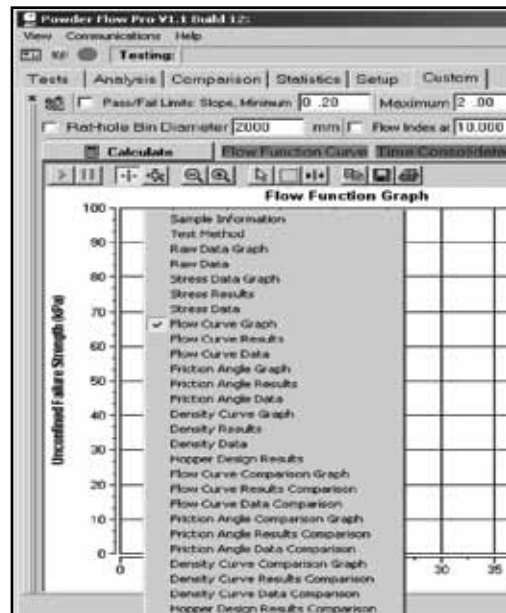 Powder Flow Pro V1.1 Build 12:
View Communications Help
Testing:
Tests Analysis Comparison Statistics Setup Custom
Pass/Fail Limits: Slope, Minimum 0 .20 Maximum 2 .00
Rat-hole Bin Diameter 2000 mm Flow Index at 10.000
Calculate Flow Function Curve Time Consolidate
Flow Function Graph
Unconfined Failure Strength (kPa)
100
90
80
70
60
50
40
30
20
10
0
Sample Information
Test Method
Raw Data Graph
Raw Data
Stress Data Graph
Stress Results
Stress Data
Flow Curve Graph
Flow Curve Results
Flow Curve Data
Friction Angle Graph
Friction Angle Results
Friction Angle Data
Density Curve Graph
Density Results
Density Data
Hopper Design Results
Flow Curve Comparison Graph
Flow Curve Results Comparison
Flow Curve Data Comparison
Friction Angle Comparison Graph
Friction Angle Results Comparison
Friction Angle Data Comparison
Density Curve Comparison Graph
Density Curve Results Comparison
Density Curve Data Comparison
Hopper Design Results Comparison
0 30 35